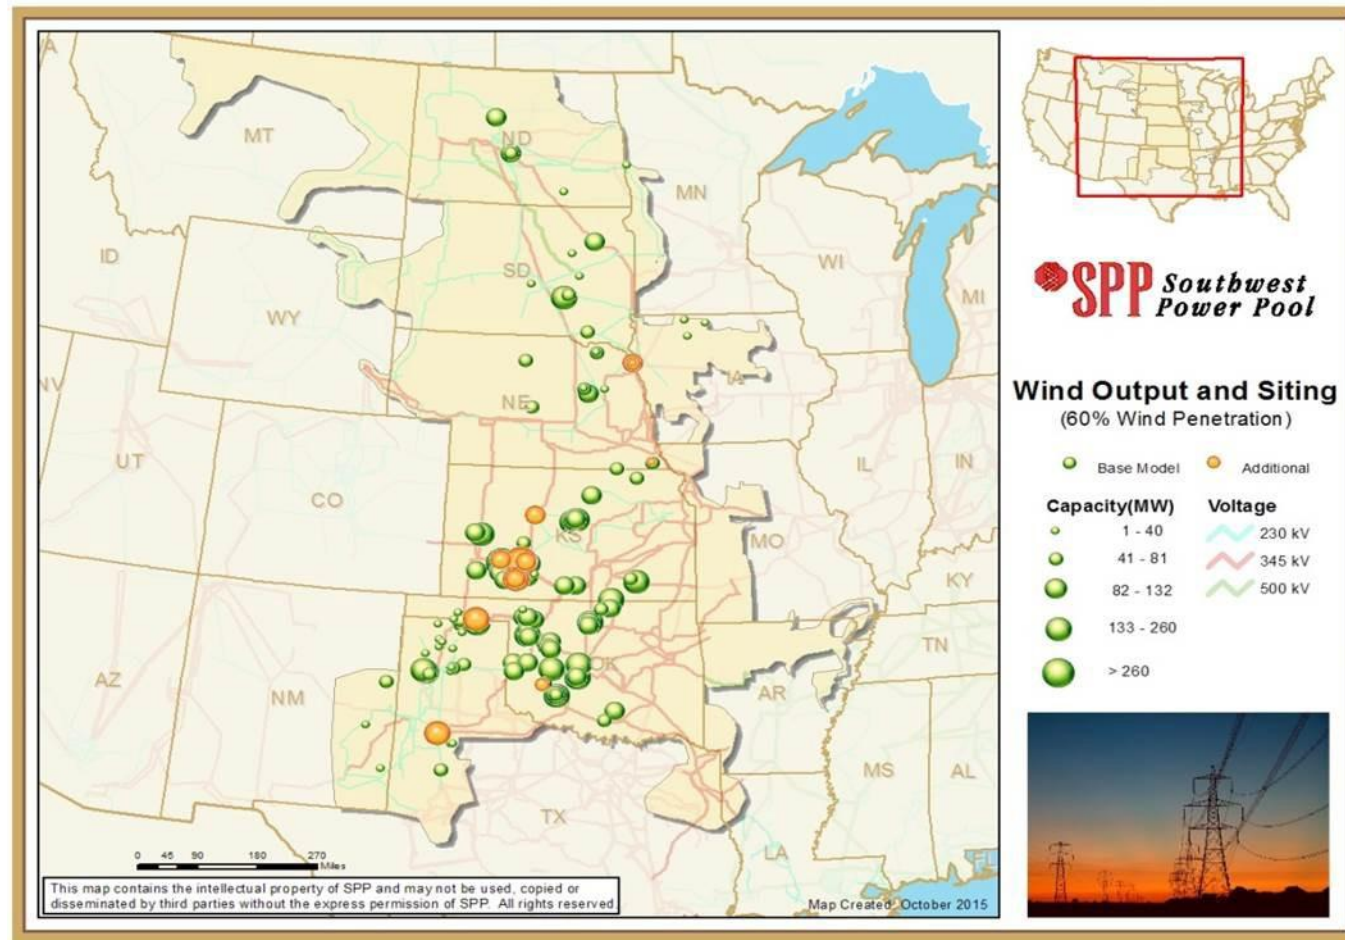 MT
ND
MN
ID
SD
WI
MI
WY
NE
IA
UT
CO
IL
IN
KS
MO
KY
OK
TN
AZ
NM
AR
MS
AL
TX
LA
0 45 90 180 270
Miles
This map contains the intellectual property of SPP and may not be used, copied or
disseminated by third parties without the express permission of SPP. All rights reserved.
Map Created: October 2015
SPP Southwest
Power Pool
Wind Output and Siting
(60% Wind Penetration)
Base Model Additional
Capacity(MW) Voltage
1 - 40 230 kV
41 - 81 345 kV
82 - 132 500 kV
133 - 260
> 260